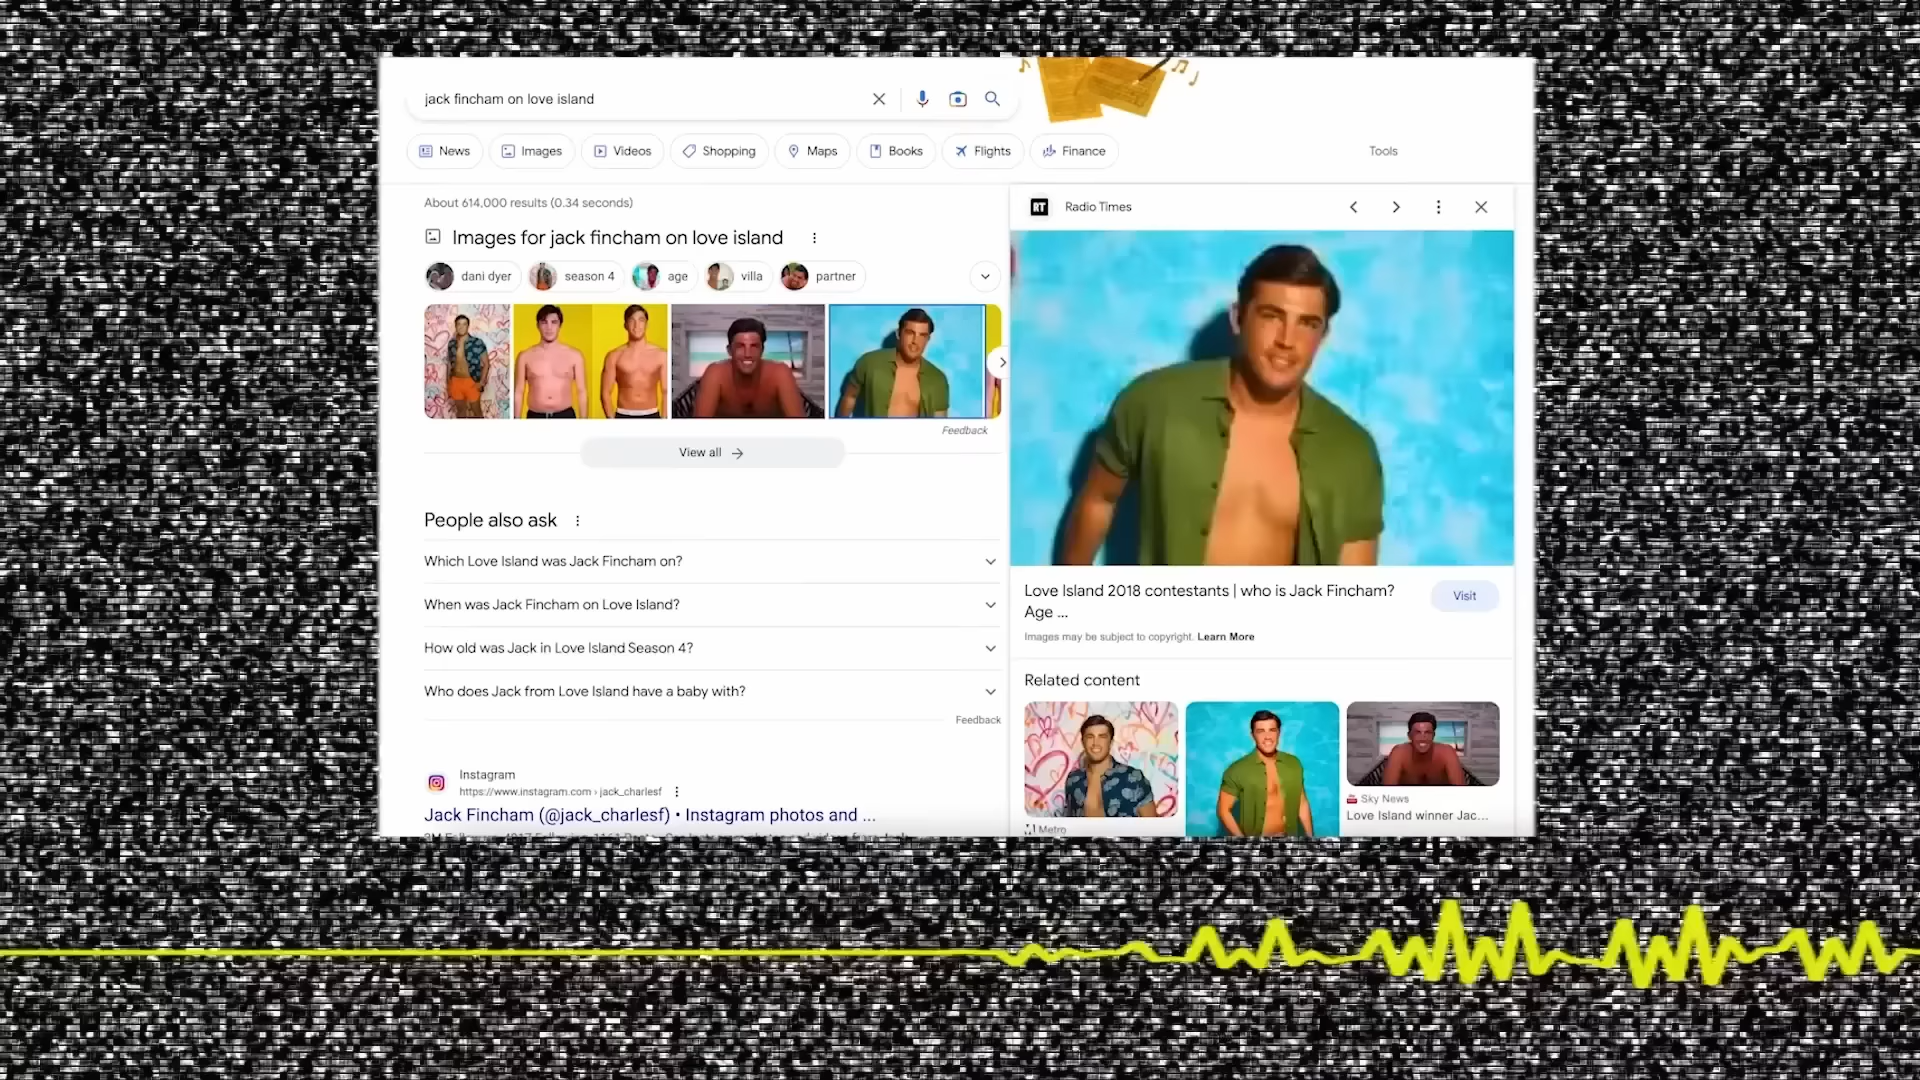 jack fincham on love island
News
Images
Videos
Shopping
Maps
Books
Flights
Finance
Tools
About 614,000 results (0.34 seconds)
Images for jack fincham on love island
dani dyer
season 4
age
villa
partner
Feedback
View all
People also ask
Which Love Island was Jack Fincham on?
When was Jack Fincham on Love Island?
How old was Jack in Love Island Season 4?
Who does Jack from Love Island have a baby with?
Feedback
Instagram
https://www.instagram.com › jack_charlesf
Jack Fincham (@jack_charlesf) • Instagram photos and ...
RT
Radio Times
Love Island 2018 contestants | who is Jack Fincham?
Age ...
Visit
Images may be subject to copyright. Learn More
Related content
Metro
Sky News
Love Island winner Jac...